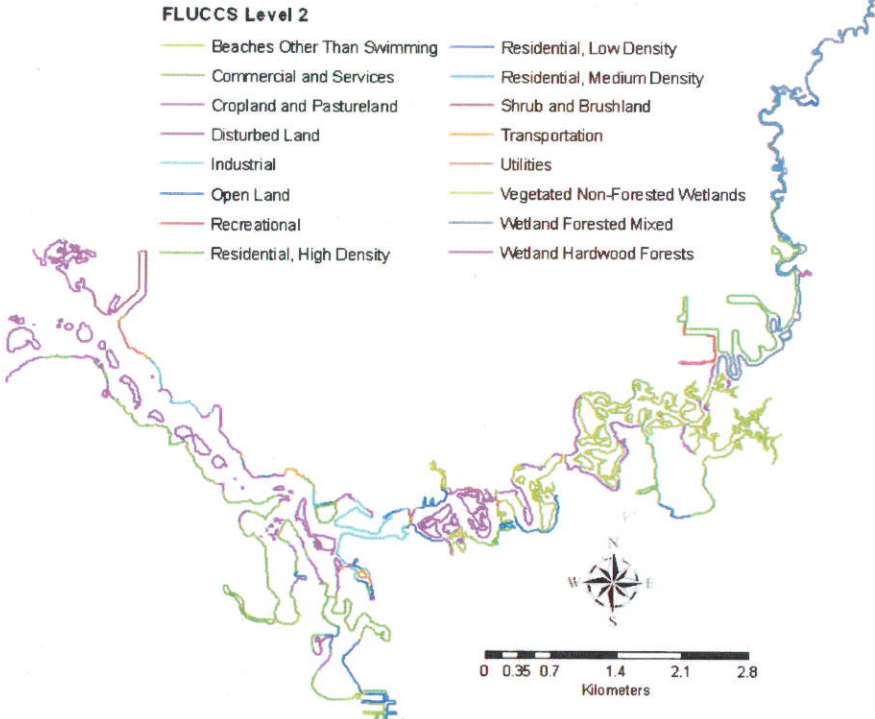 FLUCCS Level 2
Beaches Other Than Swimming
Commercial and Services
Cropland and Pastureland
Disturbed Land
Industrial
Open Land
Recreational
Residential, High Density
Residential, Low Density
Residential, Medium Density
Shrub and Brushland
Transportation
Utilities
Vegetated Non-Forested Wetlands
Wetland Forested Mixed
Wetland Hardwood Forests
N
W E
S
0 0.35 0.7 1.4 2.1 2.8
Kilometers